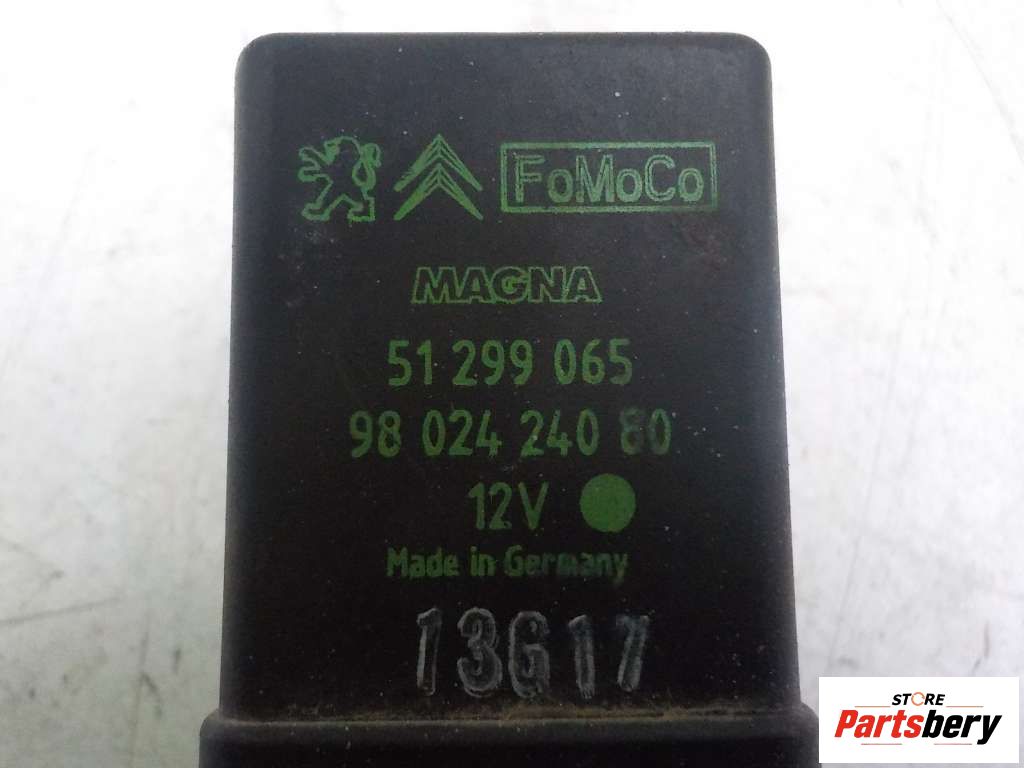 FoMoCo
MAGNA
51 299 065
98 024 240 80
12V
Made in Germany
13G17
STORE
Partsbery